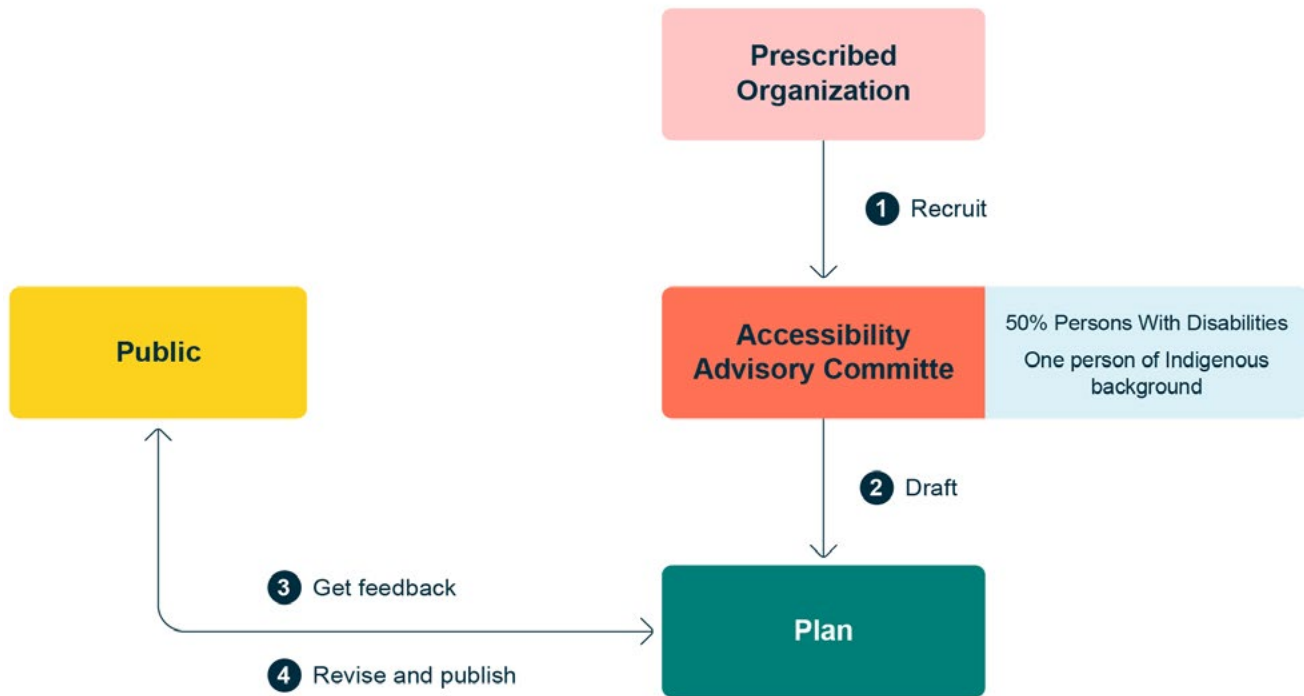 Prescribed
Organization
1 Recruit
Public
Accessibility
Advisory Committe
50% Persons With Disabilities
One person of Indigenous
background
2 Draft
3 Get feedback
4 Revise and publish
Plan